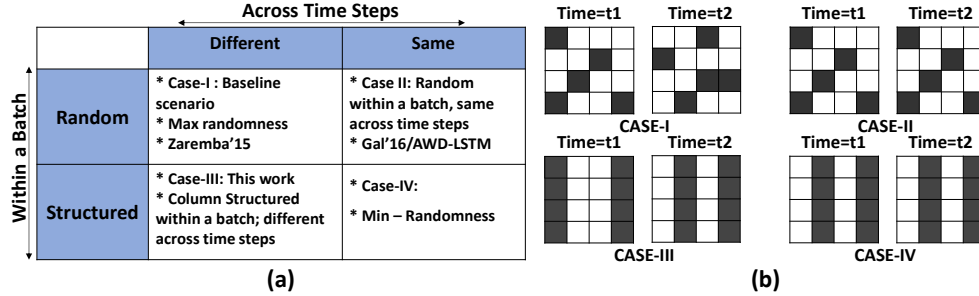 Across Time Steps
Different
Same
Within a Batch
Random
* Case-I : Baseline
scenario
* Max randomness
* Zaremba'15
* Case II: Random
within a batch, same
across time steps
* Gal'16/AWD-LSTM
Structured
* Case-III: This work
* Column Structured
within a batch; different
across time steps
* Case-IV:
* Min – Randomness
(a)
Time=t1
Time=t2
Time=t1
Time=t2
CASE-I
CASE-II
Time=t1
Time=t2
Time=t1
Time=t2
CASE-III
CASE-IV
(b)